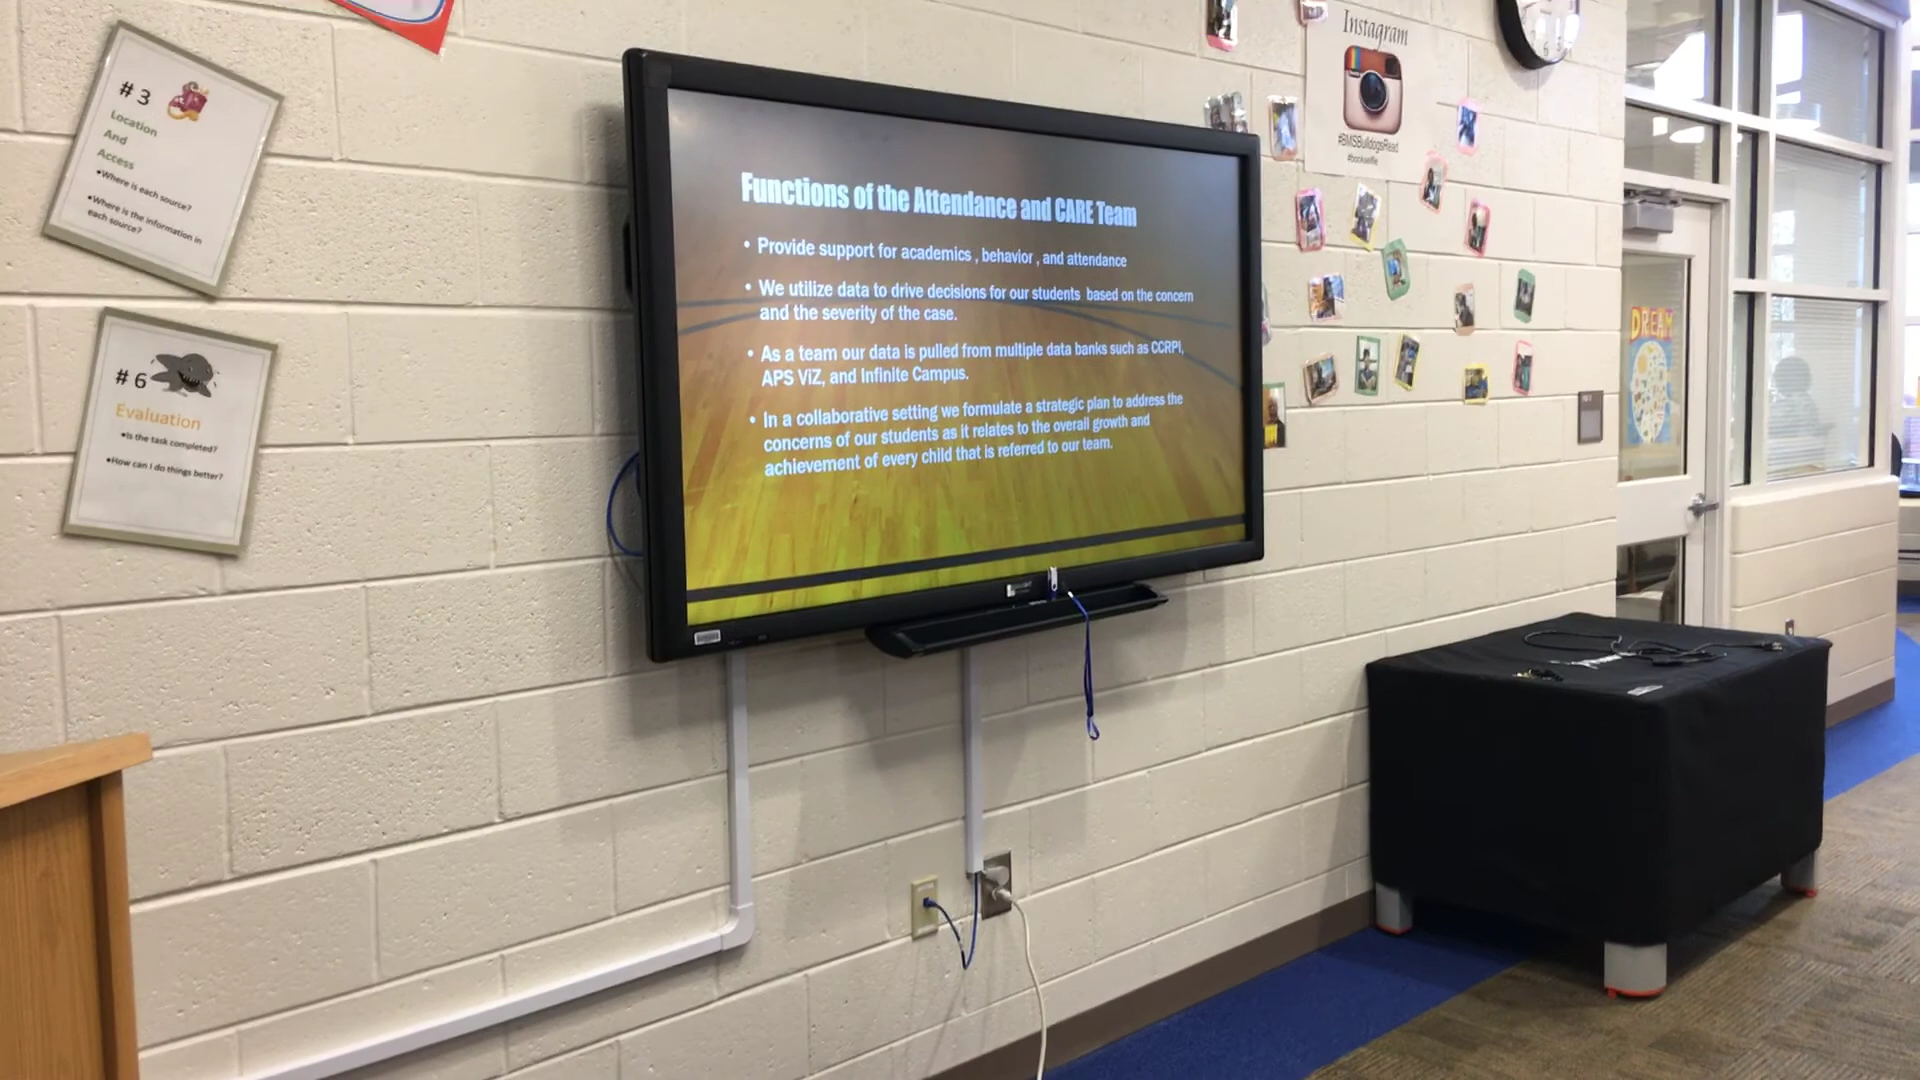 # 3
Location
And
Access
•Where is each source?
•Where is the information in
each source?
# 6
Evaluation
•Is the task completed?
•How can I do things better?
Functions of the Attendance and CARE Team
• Provide support for academics , behavior , and attendance
• We utilize data to drive decisions for our students based on the concern
and the severity of the case.
• As a team our data is pulled from multiple data banks such as CCRPI,
APS ViZ, and Infinite Campus.
• In a collaborative setting we formulate a strategic plan to address the
concerns of our students as it relates to the overall growth and
achievement of every child that is referred to our team.
Instagram
#BMSBulldogsRead
#bookselfie
DREAM